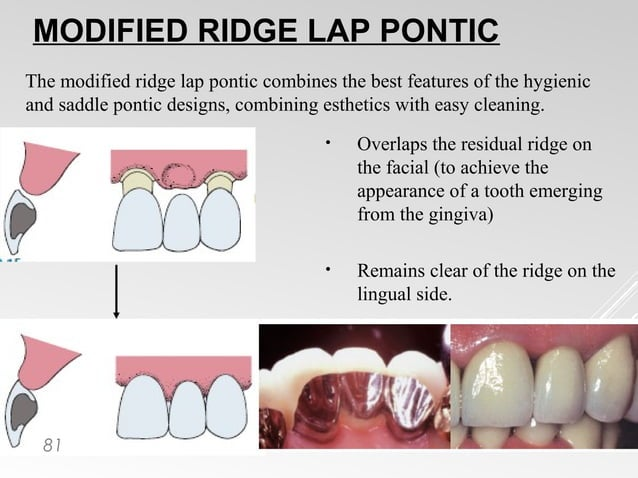 MODIFIED RIDGE LAP PONTIC
The modified ridge lap pontic combines the best features of the hygienic
and saddle pontic designs, combining esthetics with easy cleaning.
• Overlaps the residual ridge on
the facial (to achieve the
appearance of a tooth emerging
from the gingiva)
• Remains clear of the ridge on the
lingual side.
81